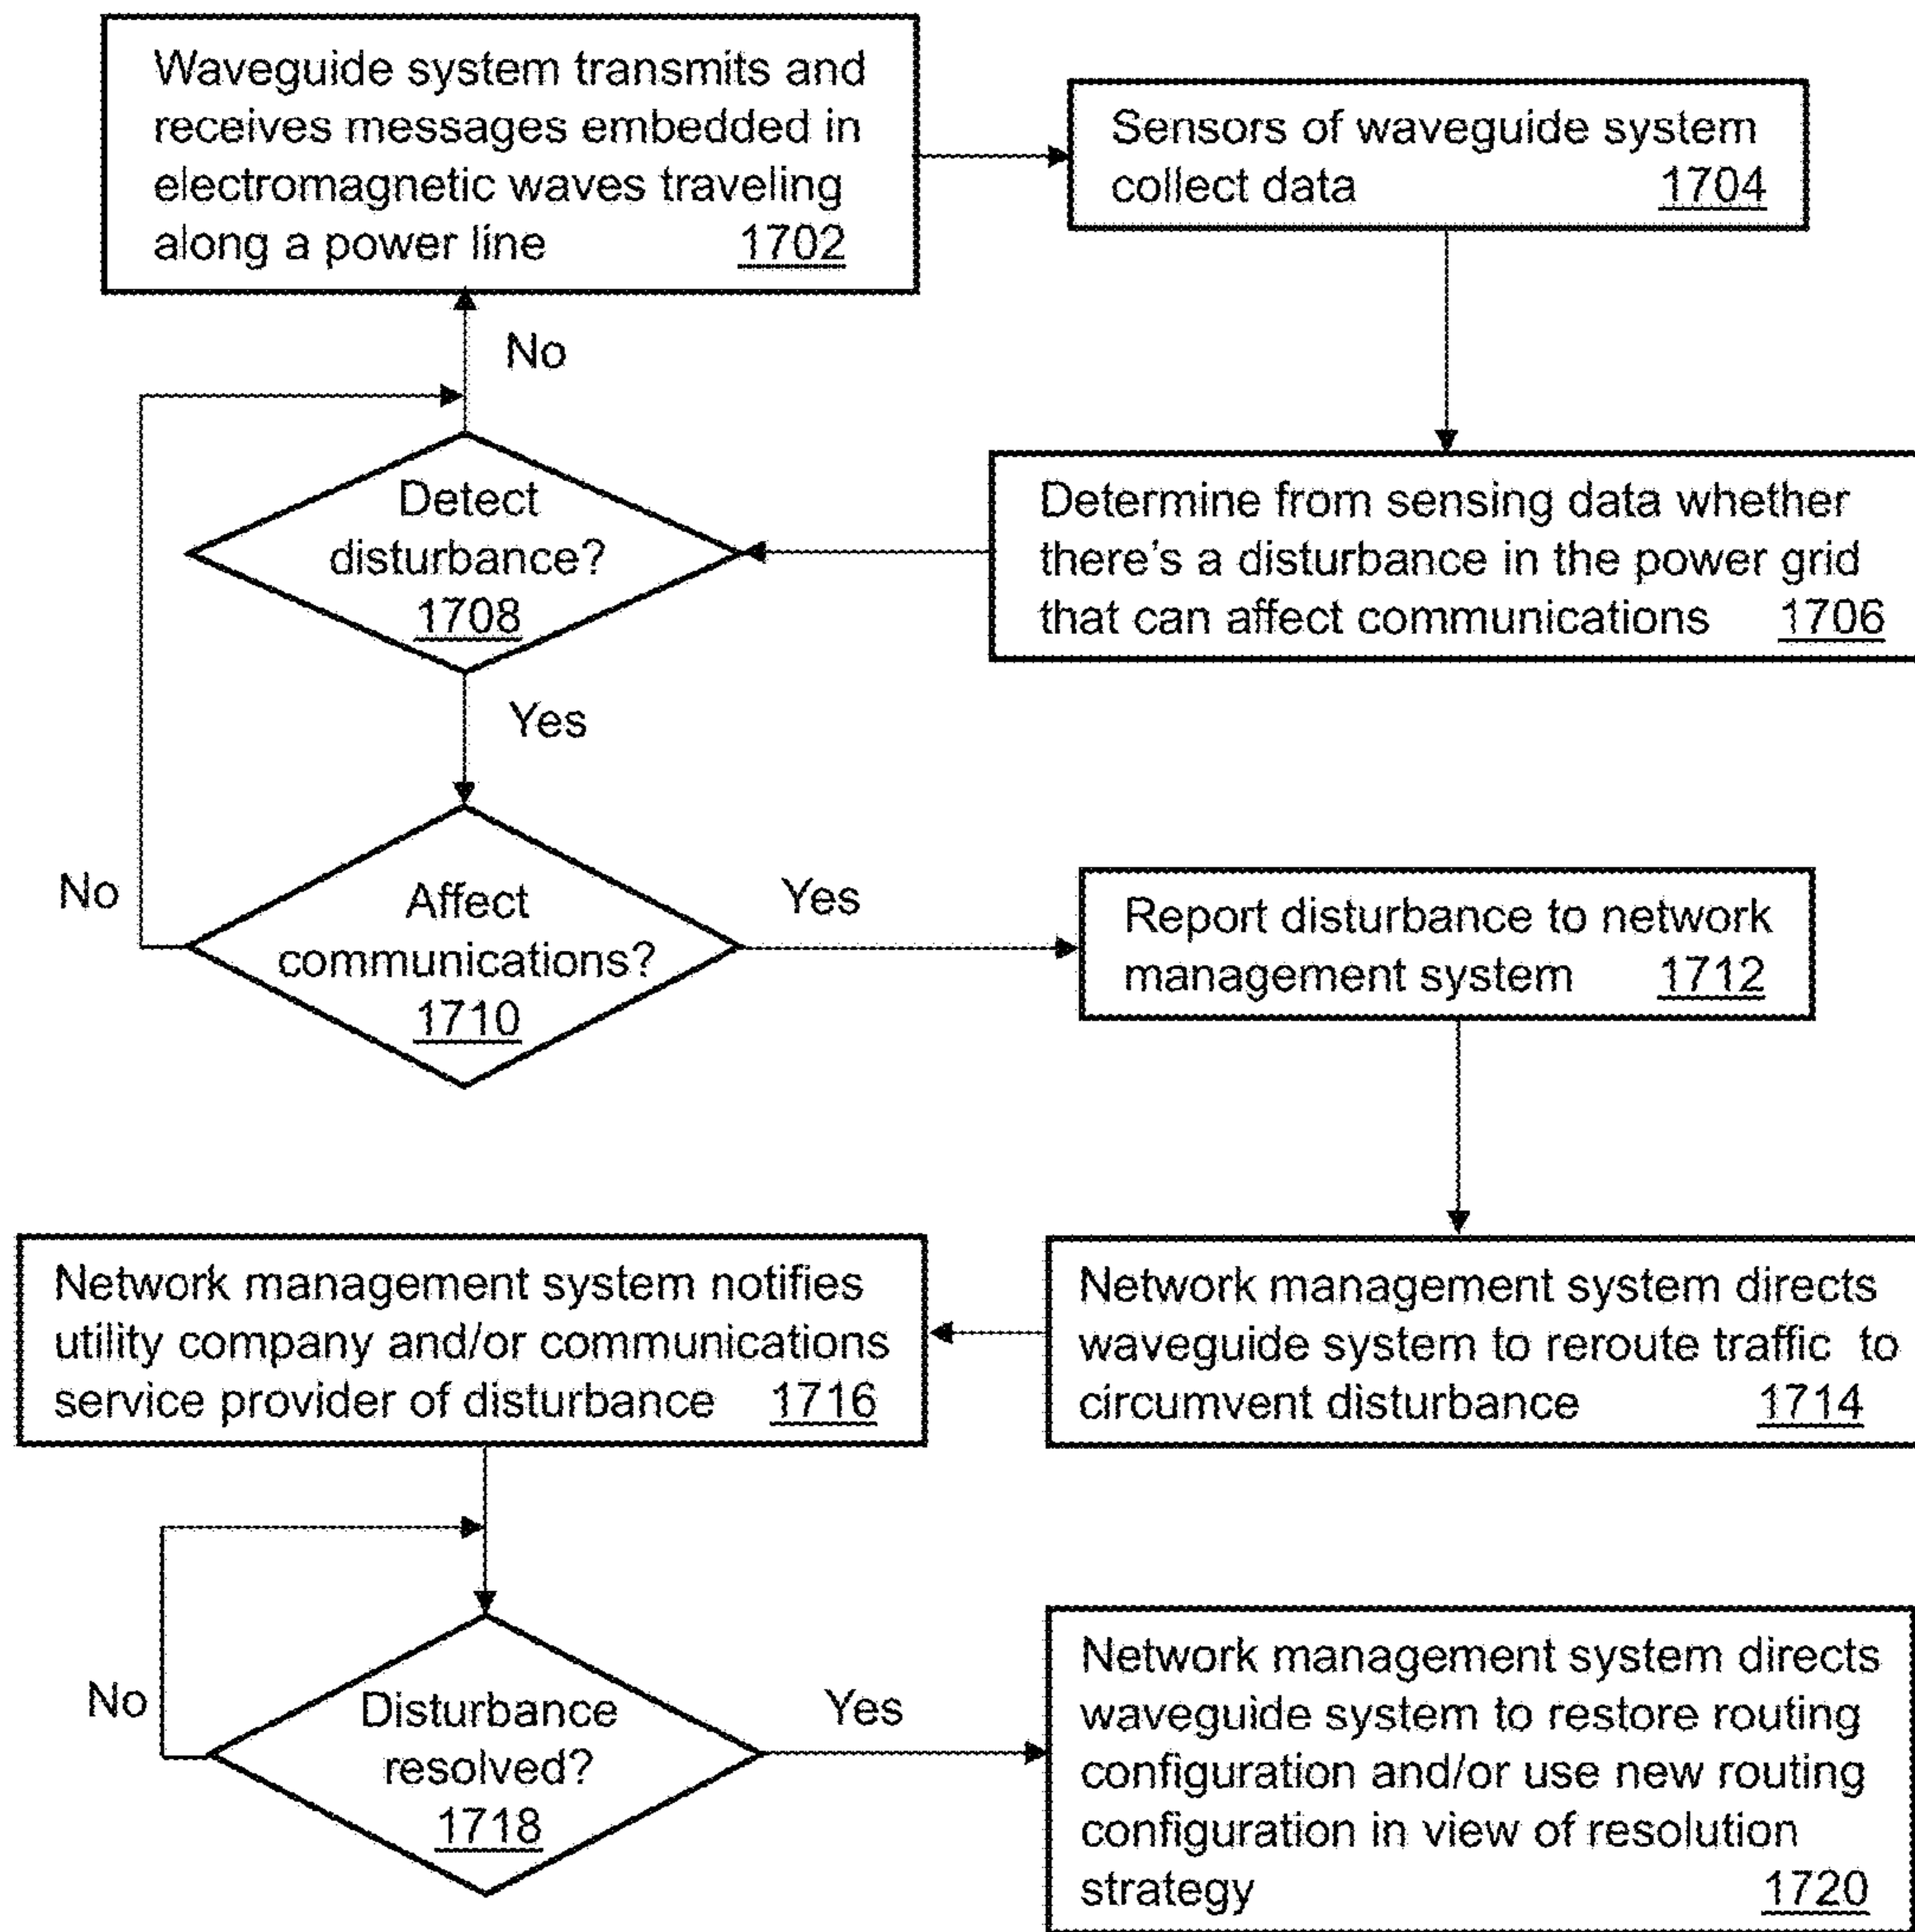 Waveguide system transmits and
receives messages embedded in
electromagnetic waves traveling
along a power line 1702
Sensors of waveguide system
collect data 1704
Determine from sensing data whether
there's a disturbance in the power grid
that can affect communications 1706
No
Detect
disturbance?
1708
Yes
No
Affect
communications?
1710
Yes
Report disturbance to network
management system 1712
Network management system directs
waveguide system to reroute traffic to
circumvent disturbance 1714
Network management system notifies
utility company and/or communications
service provider of disturbance 1716
No
Disturbance
resolved?
1718
Yes
Network management system directs
waveguide system to restore routing
configuration and/or use new routing
configuration in view of resolution
strategy 1720